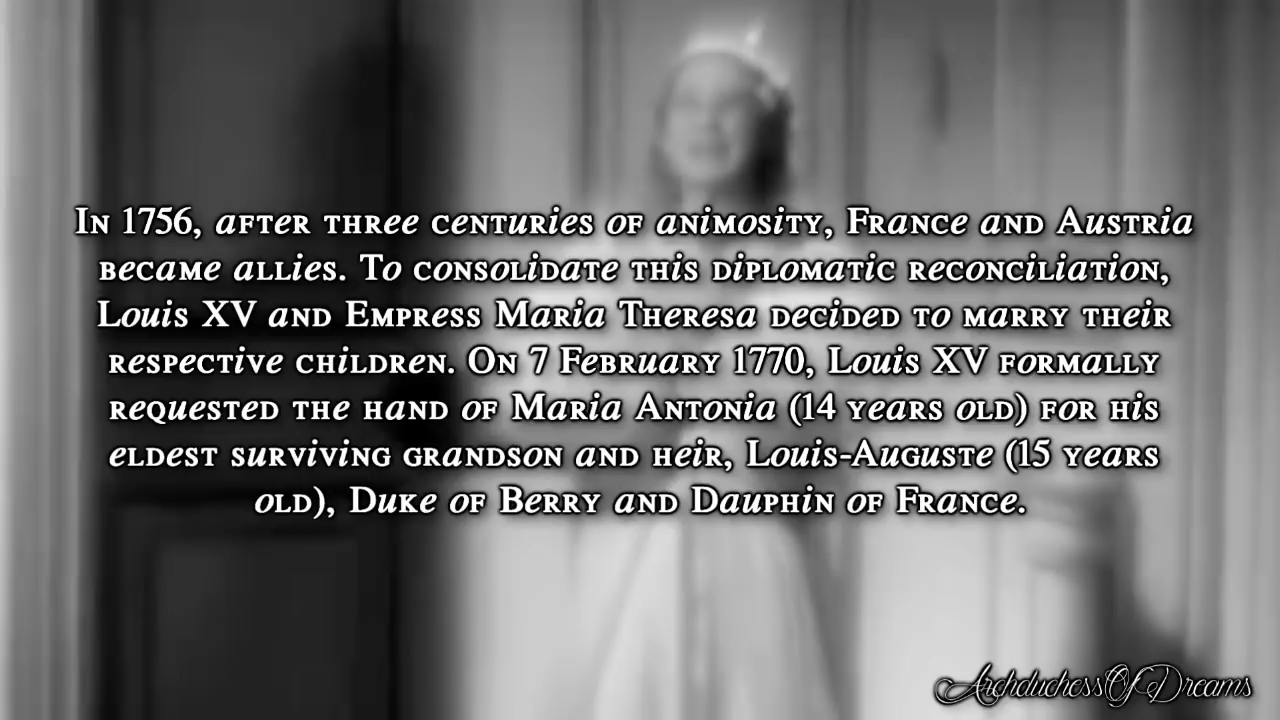 In 1756, after three centuries of animosity, France and Austria
became allies. To consolidate this diplomatic reconciliation,
Louis XV and Empress Maria Theresa decided to marry their
respective children. On 7 February 1770, Louis XV formally
requested the hand of Maria Antonia (14 years old) for his
eldest surviving grandson and heir, Louis-Auguste (15 years
old), Duke of Berry and Dauphin of France.
ArchduchessOfDreams